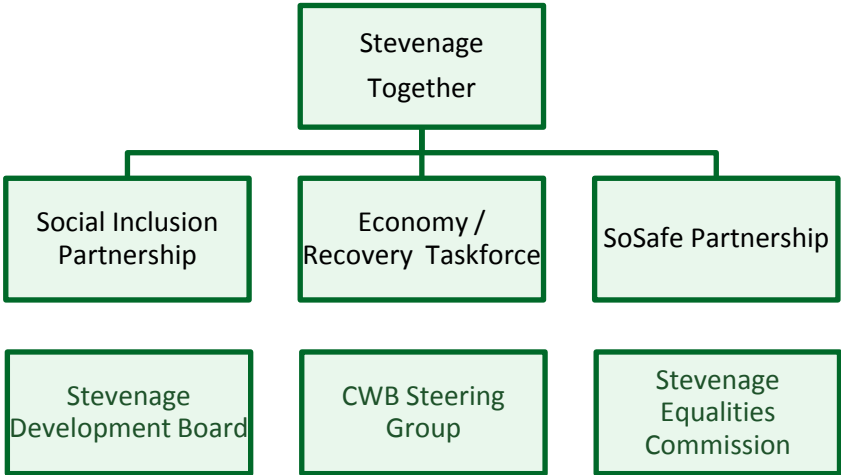 Stevenage
Together
Social Inclusion
Partnership
Economy /
Recovery Taskforce
SoSafe Partnership
Stevenage
Development Board
CWB Steering
Group
Stevenage
Equalities
Commission